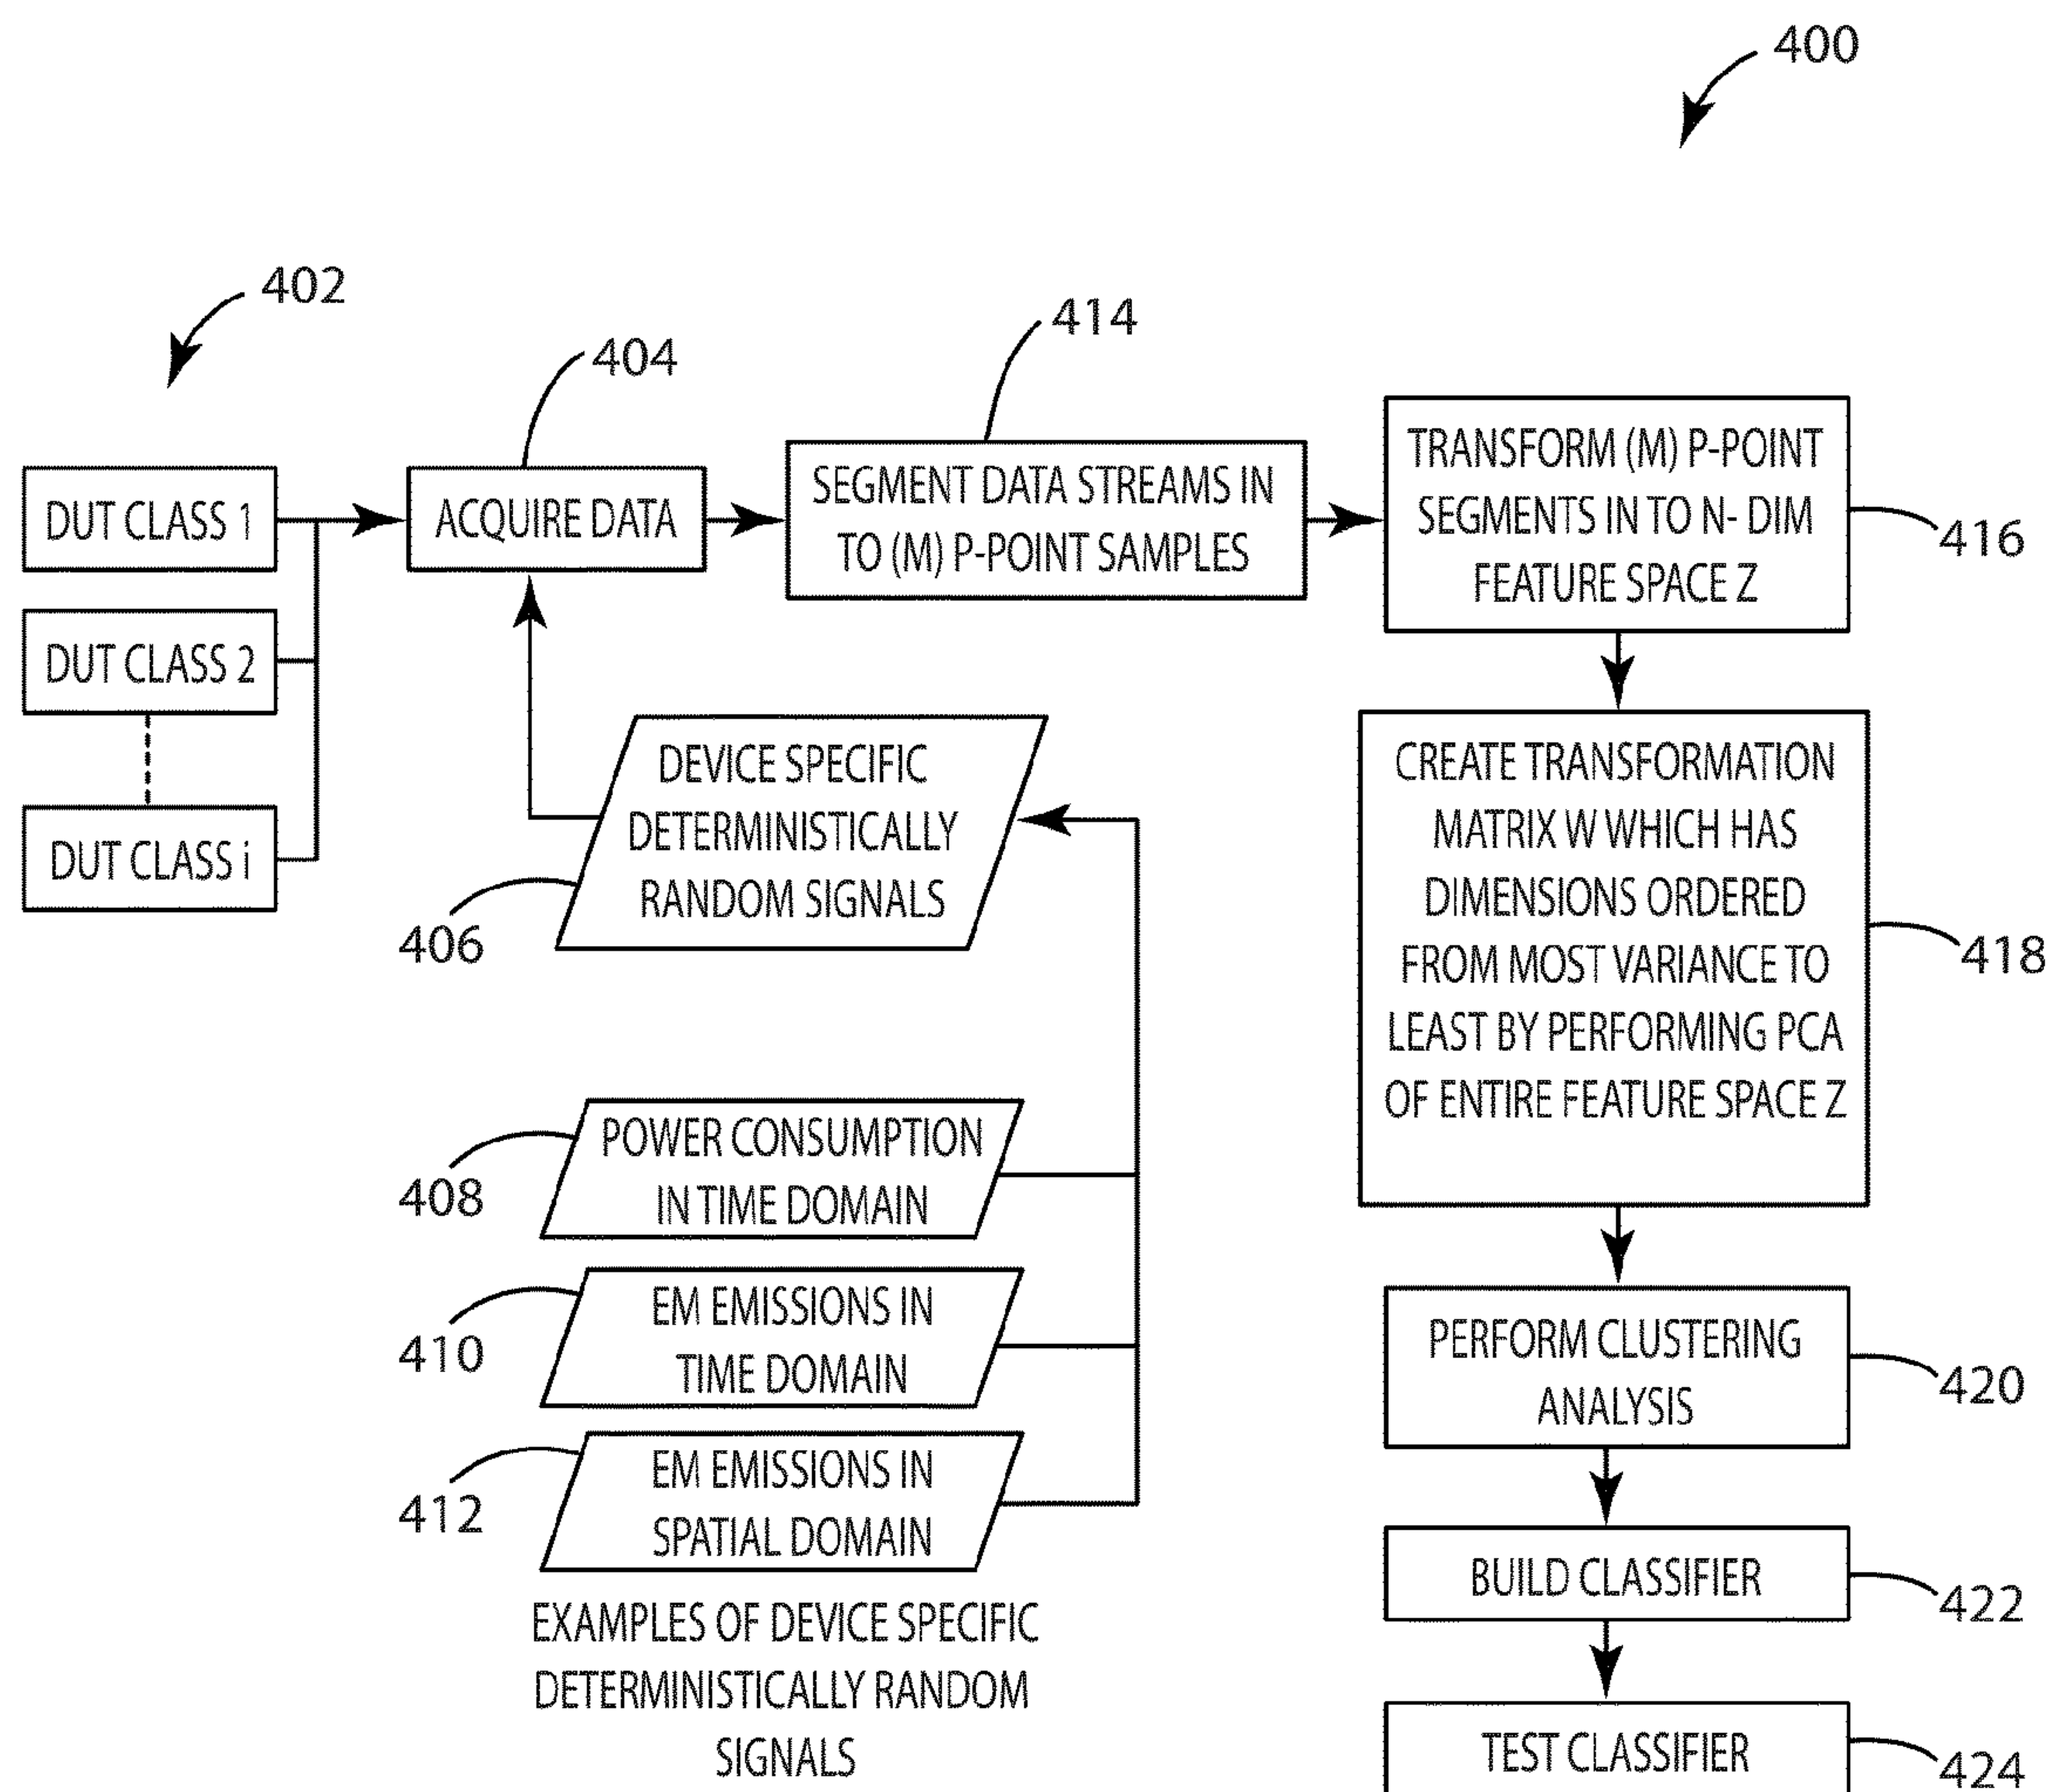 400
402
404
414
DUT CLASS 1
DUT CLASS 2
DUT CLASS i
ACQUIRE DATA
SEGMENT DATA STREAMS IN
TO (M) P-POINT SAMPLES
TRANSFORM (M) P-POINT
SEGMENTS IN TO N- DIM
FEATURE SPACE Z
416
DEVICE SPECIFIC
DETERMINISTICALLY
RANDOM SIGNALS
406
CREATE TRANSFORMATION
MATRIX W WHICH HAS
DIMENSIONS ORDERED
FROM MOST VARIANCE TO
LEAST BY PERFORMING PCA
OF ENTIRE FEATURE SPACE Z
418
POWER CONSUMPTION
IN TIME DOMAIN
408
EM EMISSIONS IN
TIME DOMAIN
410
EM EMISSIONS IN
SPATIAL DOMAIN
412
EXAMPLES OF DEVICE SPECIFIC
DETERMINISTICALLY RANDOM
SIGNALS
PERFORM CLUSTERING
ANALYSIS
420
BUILD CLASSIFIER
422
TEST CLASSIFIER
424